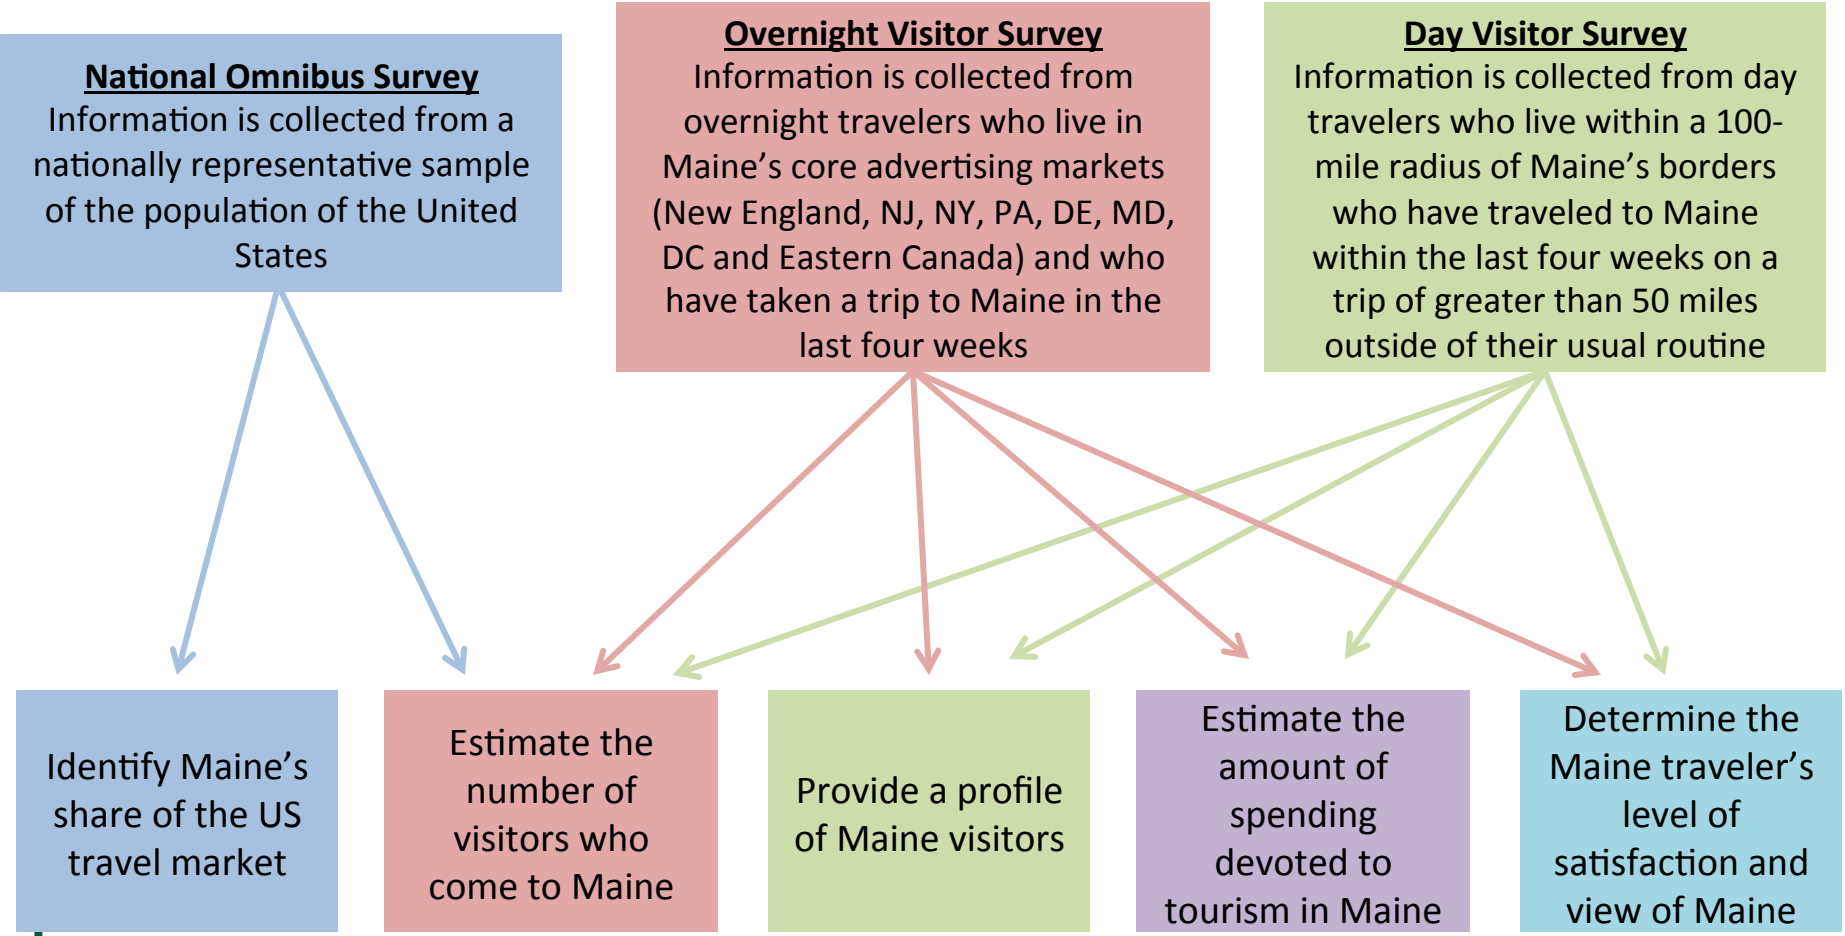 National Omnibus Survey
Information is collected from a
nationally representative sample
of the population of the United
States
Overnight Visitor Survey
Information is collected from
overnight travelers who live in
Maine’s core advertising markets
(New England, NJ, NY, PA, DE, MD,
DC and Eastern Canada) and who
have taken a trip to Maine in the
last four weeks
Day Visitor Survey
Information is collected from day
travelers who live within a 100-
mile radius of Maine’s borders
who have traveled to Maine
within the last four weeks on a
trip of greater than 50 miles
outside of their usual routine
Identify Maine’s
share of the US
travel market
Estimate the
number of
visitors who
come to Maine
Provide a profile
of Maine visitors
Estimate the
amount of
spending
devoted to
tourism in Maine
Determine the
Maine traveler’s
level of
satisfaction and
view of Maine